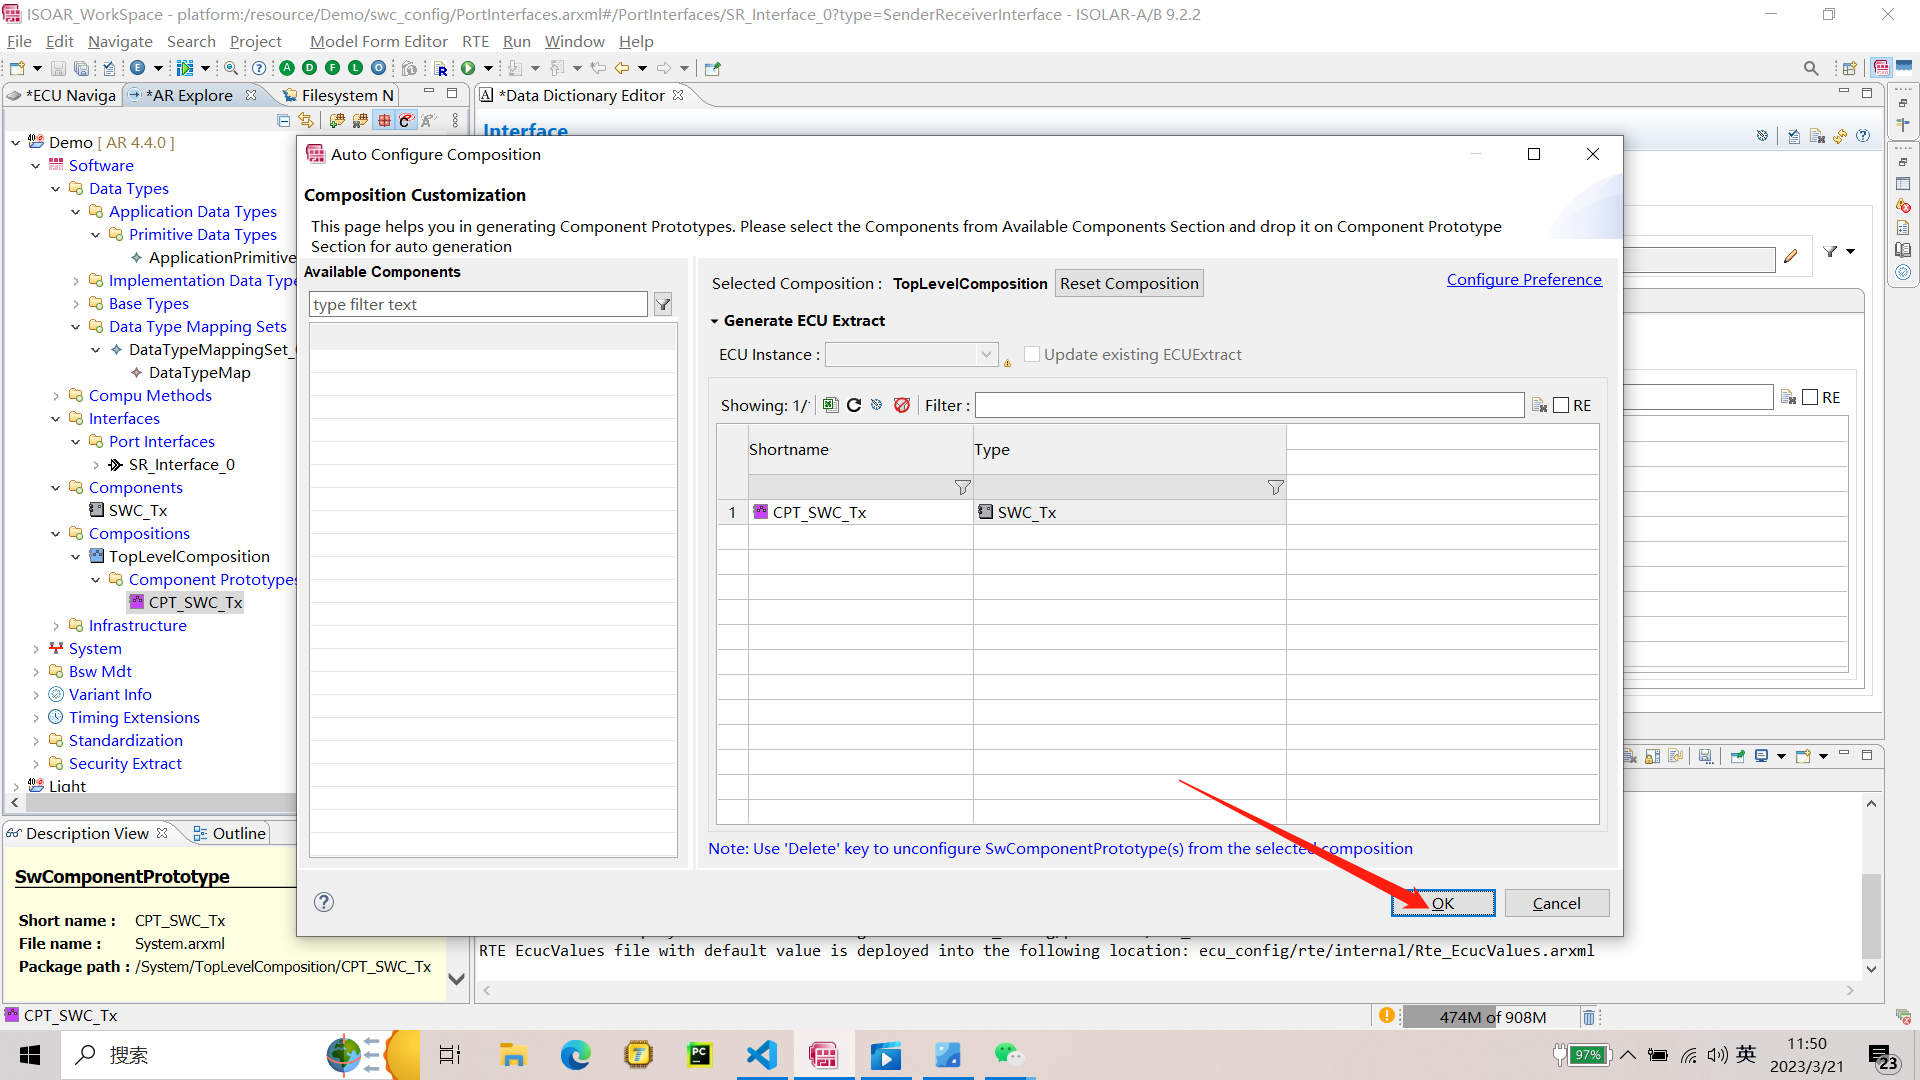 ISOAR_WorkSpace - platform:/resource/Demo/swc_config/PortInterfaces.arxml#/PortInterfaces/SR_Interface_0?type=SenderReceiverInterface - ISOLAR-A/B 9.2.2
File Edit Navigate Search Project Model Form Editor RTE Run Window Help
*ECU Naviga *AR Explore Filesystem N *Data Dictionary Editor
Interface
Demo [ AR 4.4.0 ]
Software
Data Types
Application Data Types
Primitive Data Types
ApplicationPrimitive
Implementation Data Type
Base Types
Data Type Mapping Sets
DataTypeMappingSet_
DataTypeMap
Compu Methods
Interfaces
Port Interfaces
SR_Interface_0
Components
SWC_Tx
Compositions
TopLevelComposition
Component Prototypes
CPT_SWC_Tx
Infrastructure
System
Bsw Mdt
Variant Info
Timing Extensions
Standardization
Security Extract
Light
Auto Configure Composition
Composition Customization
This page helps you in generating Component Prototypes. Please select the Components from Available Components Section and drop it on Component Prototype
Section for auto generation
Available Components
type filter text
Selected Composition : TopLevelComposition Reset Composition Configure Preference
Generate ECU Extract
ECU Instance : Update existing ECUExtract
Showing: 1/ Filter : RE
Shortname Type
1 CPT_SWC_Tx SWC_Tx
Note: Use 'Delete' key to unconfigure SwComponentPrototype(s) from the selected composition
OK Cancel
RE
Description View Outline
SwComponentPrototype
Short name : CPT_SWC_Tx
File name : System.arxml
Package path : /System/TopLevelComposition/CPT_SWC_Tx
RTE EcucValues file with default value is deployed into the following location: ecu_config/rte/internal/Rte_EcucValues.arxml
CPT_SWC_Tx
474M of 908M
搜索
97%
英
11:50
2023/3/21
23